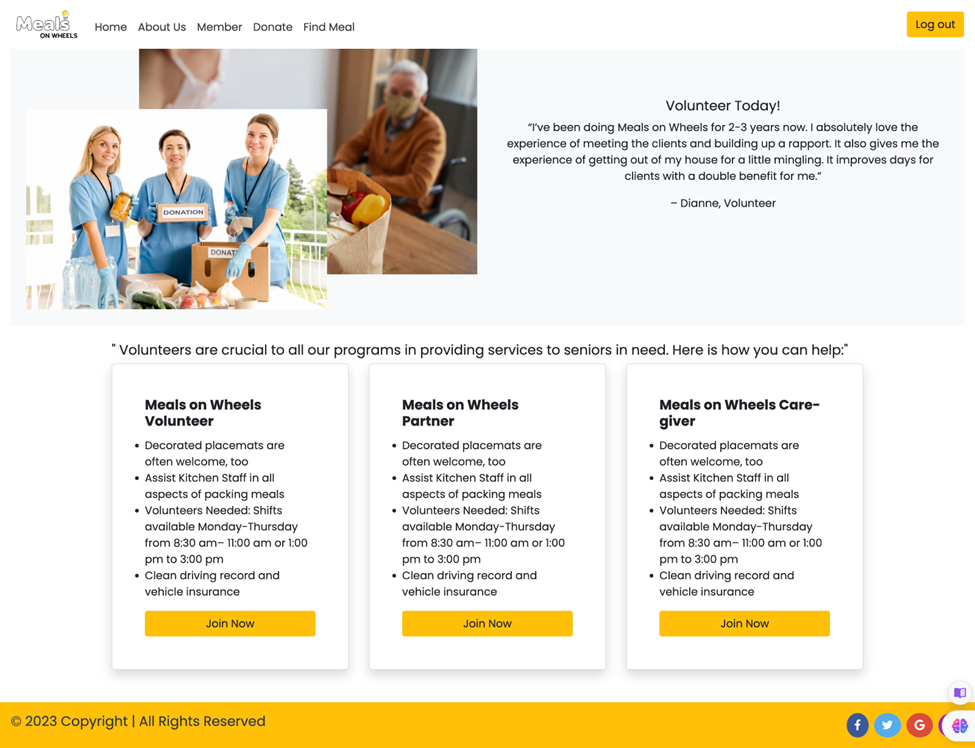 Meals
ON WHEELS
Home About Us Member Donate Find Meal
Log out
DONATION
DONAT
Volunteer Today!
“I’ve been doing Meals on Wheels for 2-3 years now. I absolutely love the
experience of meeting the clients and building up a rapport. It also gives me the
experience of getting out of my house for a little mingling. It improves days for
clients with a double benefit for me.”
– Dianne, Volunteer
" Volunteers are crucial to all our programs in providing services to seniors in need. Here is how you can help:"
Meals on Wheels
Volunteer
• Decorated placemats are
often welcome, too
• Assist Kitchen Staff in all
aspects of packing meals
• Volunteers Needed: Shifts
available Monday-Thursday
from 8:30 am– 11:00 am or 1:00
pm to 3:00 pm
• Clean driving record and
vehicle insurance
Join Now
Meals on Wheels
Partner
• Decorated placemats are
often welcome, too
• Assist Kitchen Staff in all
aspects of packing meals
• Volunteers Needed: Shifts
available Monday-Thursday
from 8:30 am– 11:00 am or 1:00
pm to 3:00 pm
• Clean driving record and
vehicle insurance
Join Now
Meals on Wheels Care-
giver
• Decorated placemats are
often welcome, too
• Assist Kitchen Staff in all
aspects of packing meals
• Volunteers Needed: Shifts
available Monday-Thursday
from 8:30 am– 11:00 am or 1:00
pm to 3:00 pm
• Clean driving record and
vehicle insurance
Join Now
© 2023 Copyright | All Rights Reserved